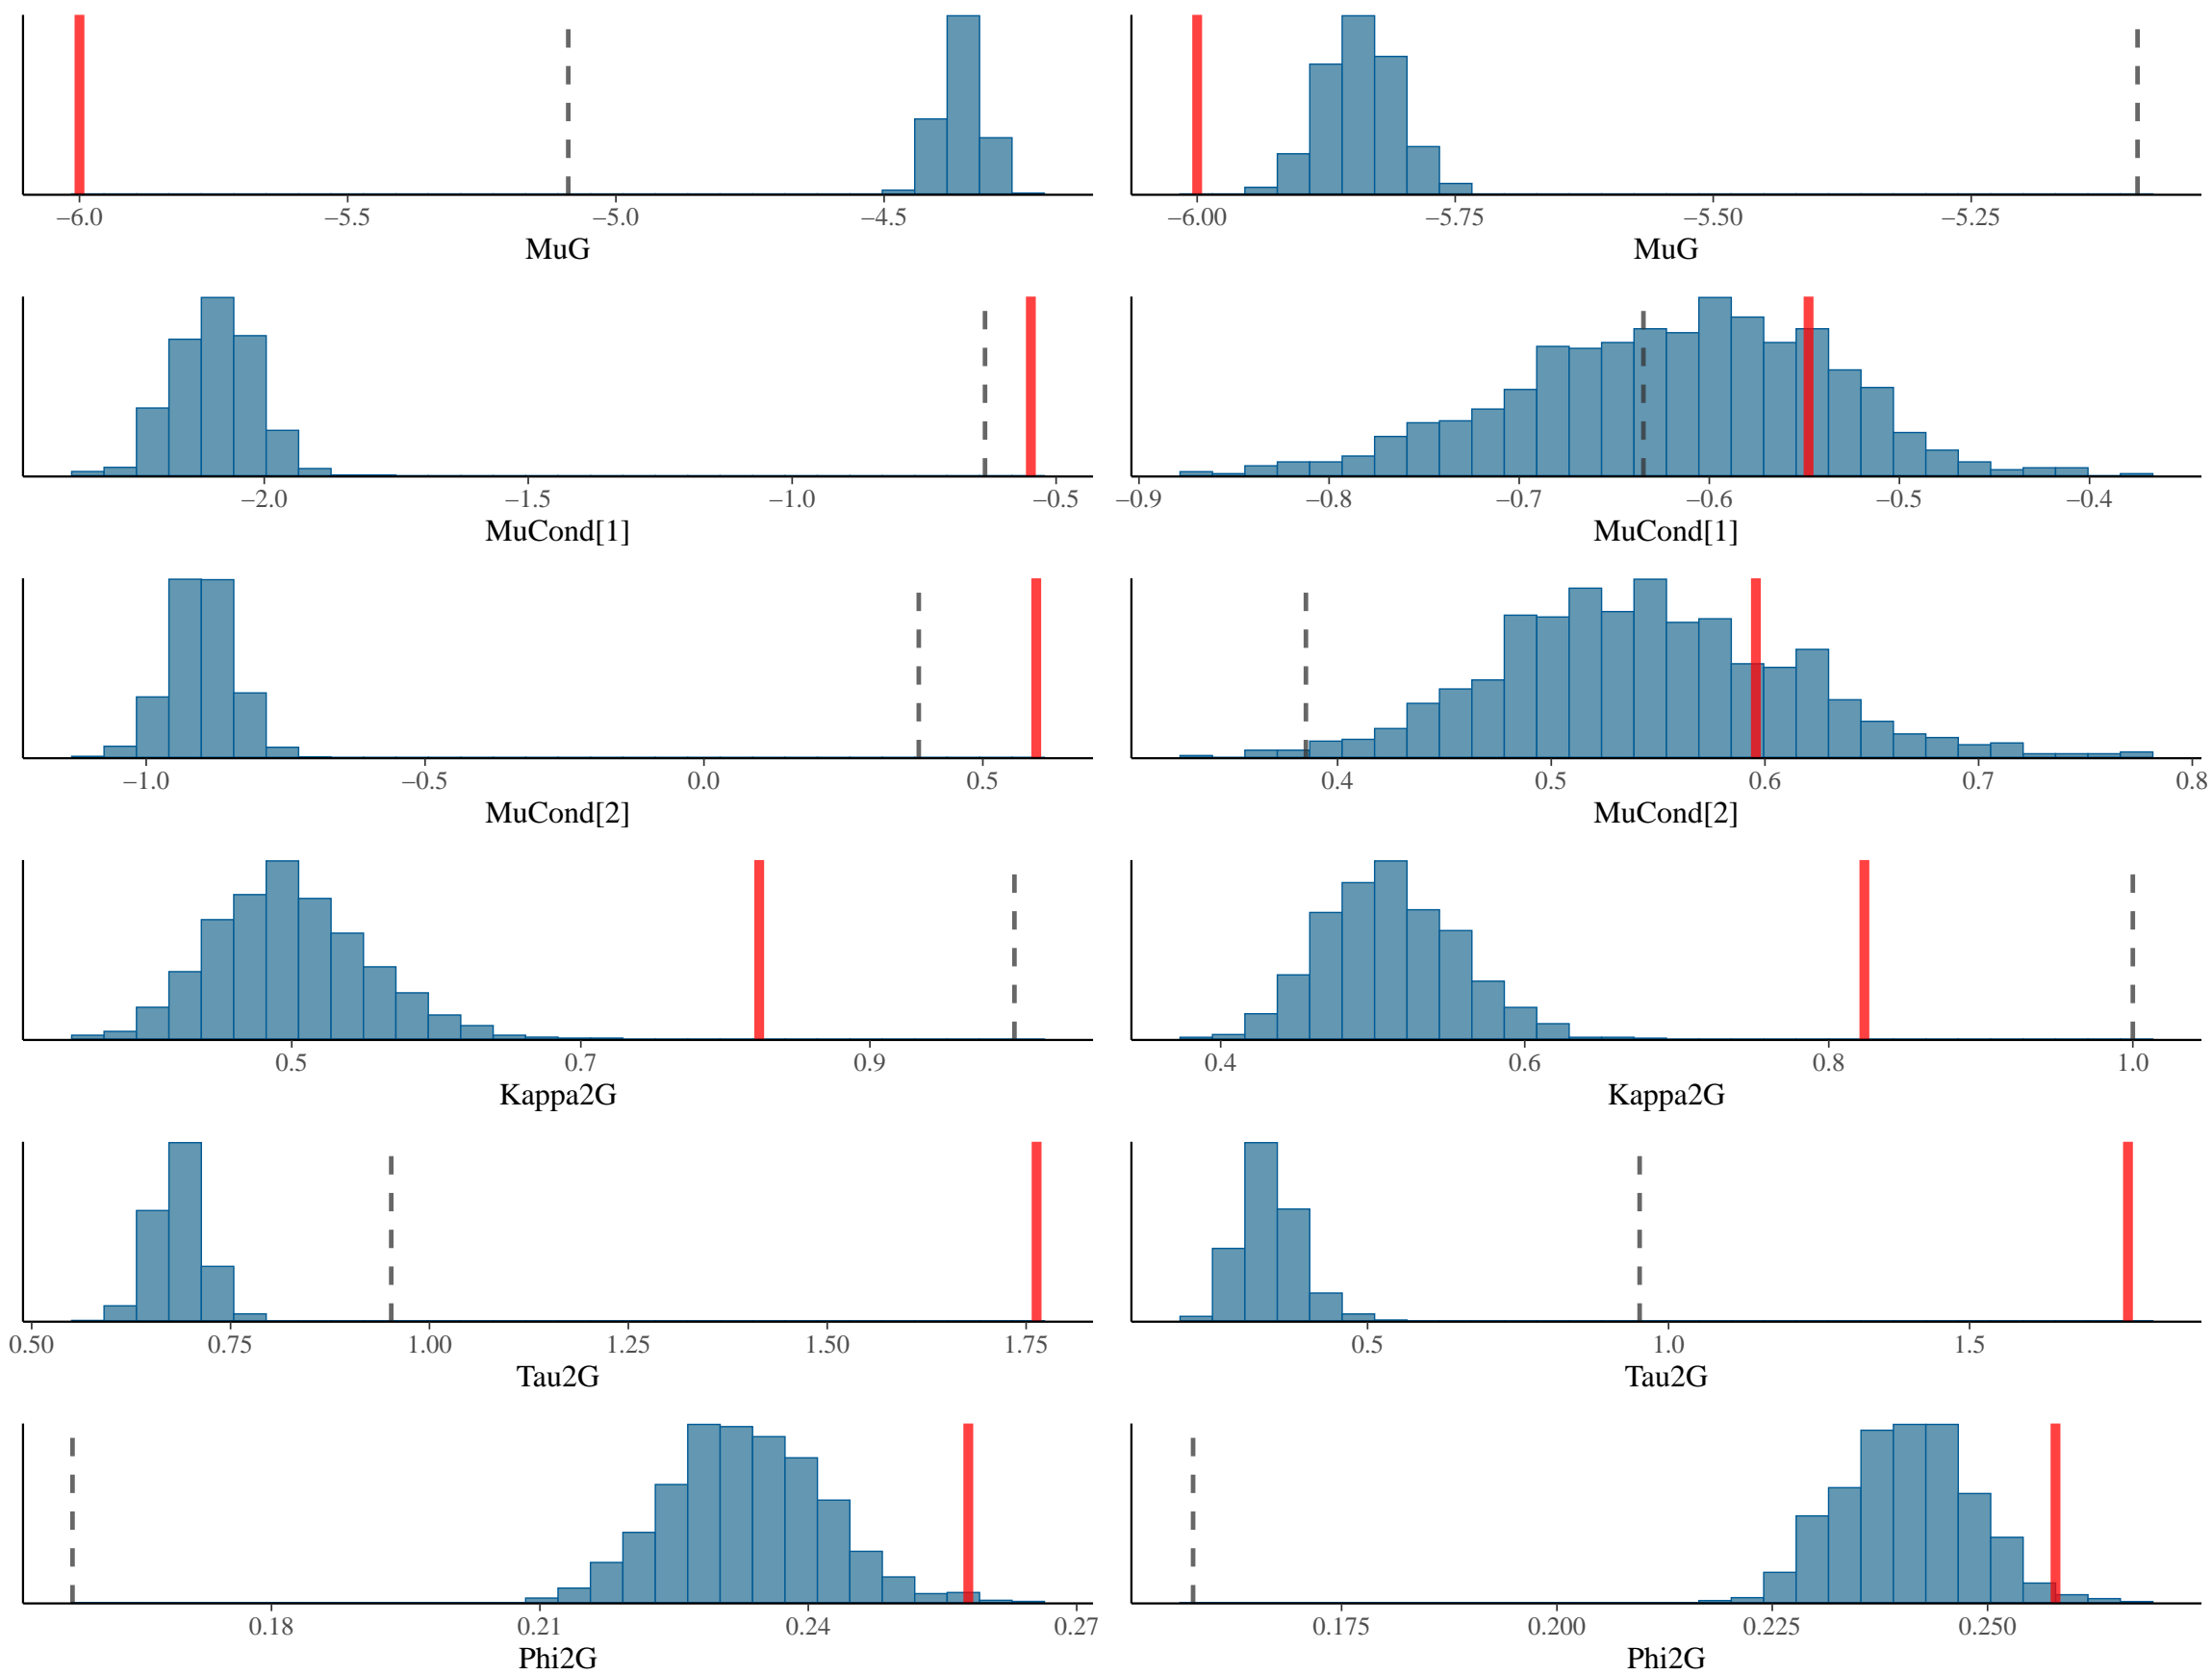 −6.0 −5.5 −5.0 −4.5
MuG
−6.00 −5.75 −5.50 −5.25
MuG
−2.0 −1.5 −1.0 −0.5
MuCond[1]
−0.9 −0.8 −0.7 −0.6 −0.5 −0.4
MuCond[1]
−1.0 −0.5 0.0 0.5
MuCond[2]
0.4 0.5 0.6 0.7 0.8
MuCond[2]
0.5 0.7 0.9
Kappa2G
0.4 0.6 0.8 1.0
Kappa2G
0.50 0.75 1.00 1.25 1.50 1.75
Tau2G
0.5 1.0 1.5
Tau2G
0.18 0.21 0.24 0.27
Phi2G
0.175 0.200 0.225 0.250
Phi2G